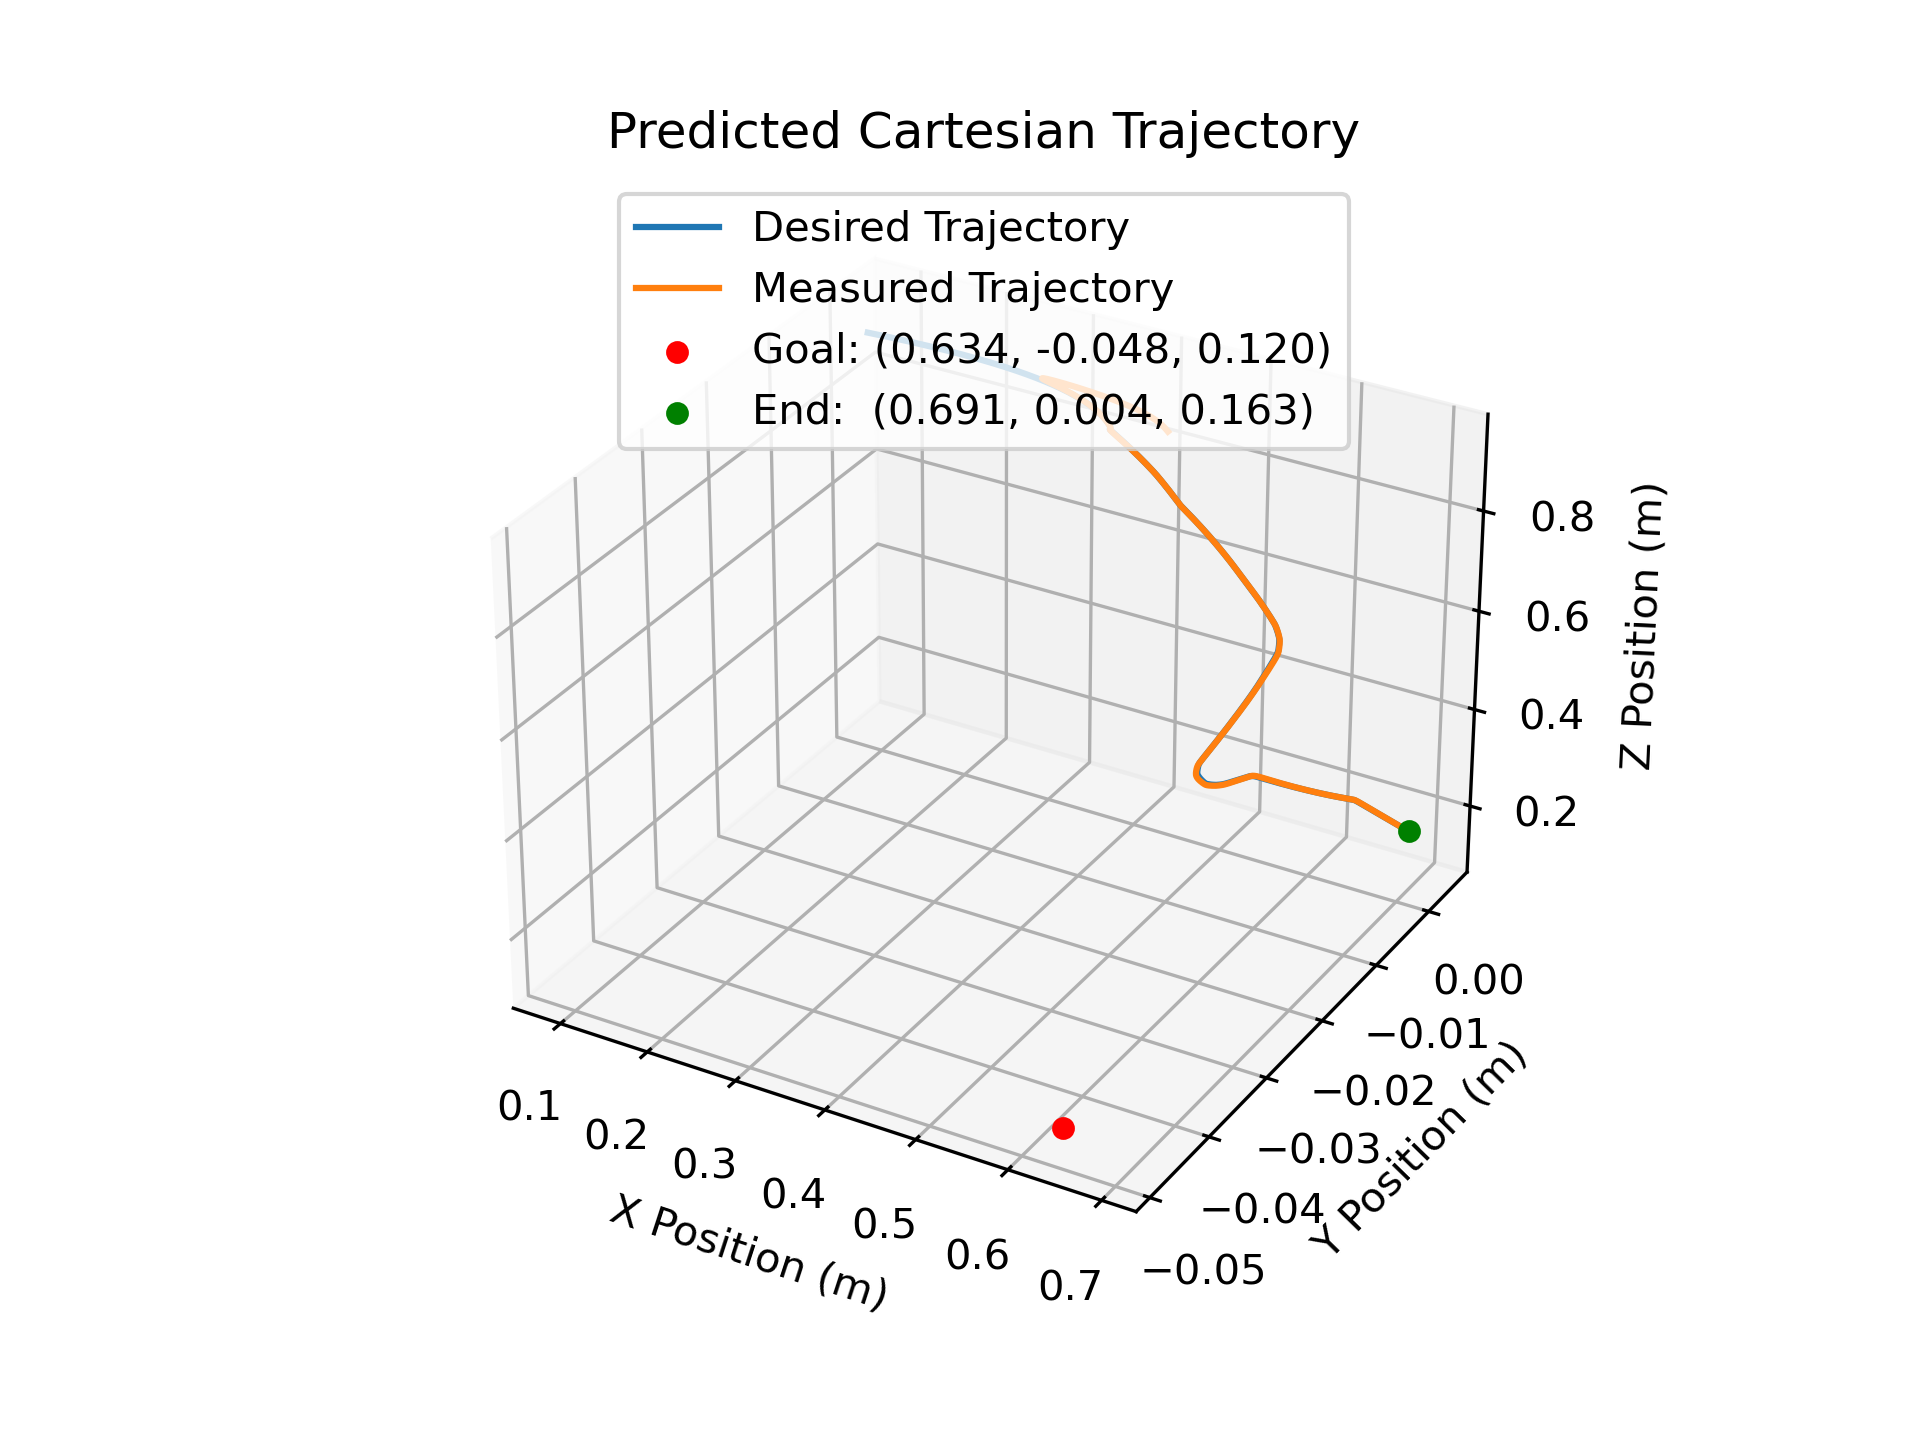 Predicted Cartesian Trajectory
Desired Trajectory
Measured Trajectory
Goal: (0.634, -0.048, 0.120)
End:  (0.691, 0.004, 0.163)
0.8
0.6
0.4
0.2
Z Position (m)
0.00
−0.01
−0.02
−0.03
−0.04
−0.05
Y Position (m)
0.1
0.2
0.3
0.4
0.5
0.6
0.7
X Position (m)